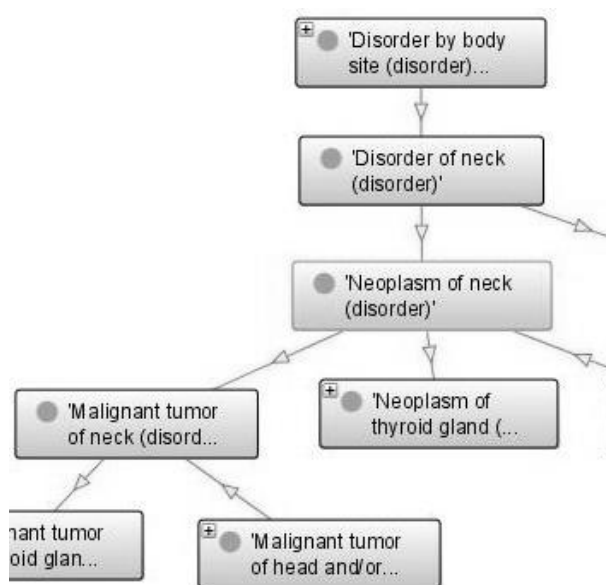 'Disorder by body
site (disorder)...
'Disorder of neck
(disorder)'
'Neoplasm of neck
(disorder)'
'Malignant tumor
of neck (disord...
'Neoplasm of
thyroid gland (...
nant tumor
oid glan...
'Malignant tumor
of head and/or...